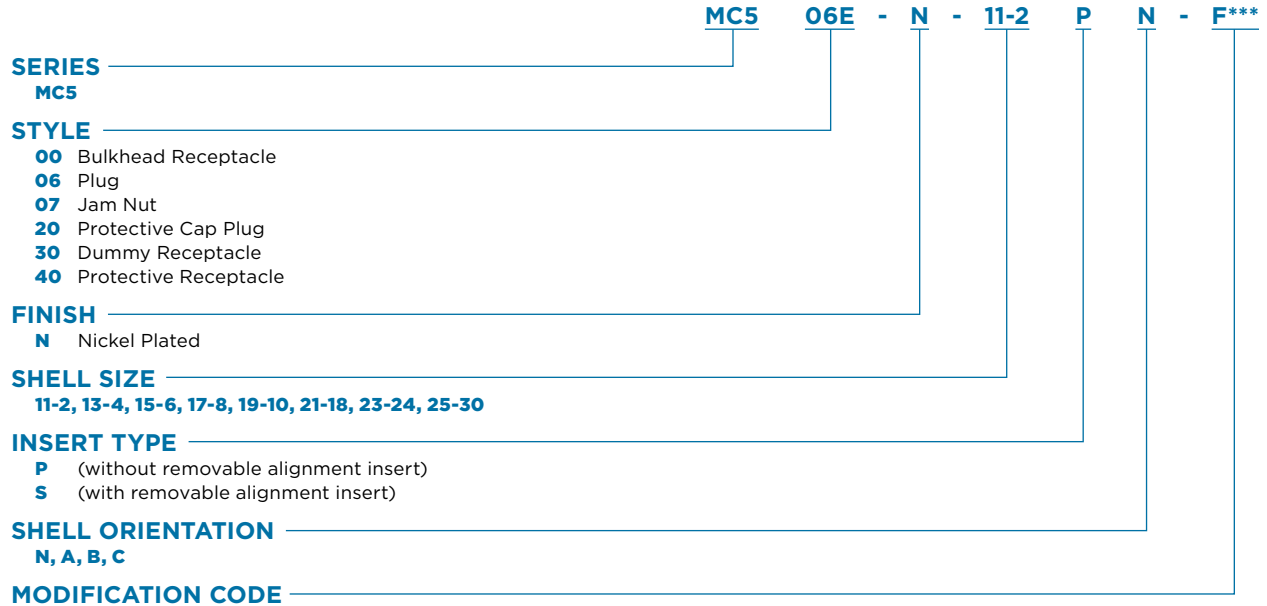 MC5 06E - N - 11-2 P N - F***
SERIES
MC5
STYLE
00 Bulkhead Receptacle
06 Plug
07 Jam Nut
20 Protective Cap Plug
30 Dummy Receptacle
40 Protective Receptacle
FINISH
N Nickel Plated
SHELL SIZE
11-2, 13-4, 15-6, 17-8, 19-10, 21-18, 23-24, 25-30
INSERT TYPE
P (without removable alignment insert)
S (with removable alignment insert)
SHELL ORIENTATION
N, A, B, C
MODIFICATION CODE